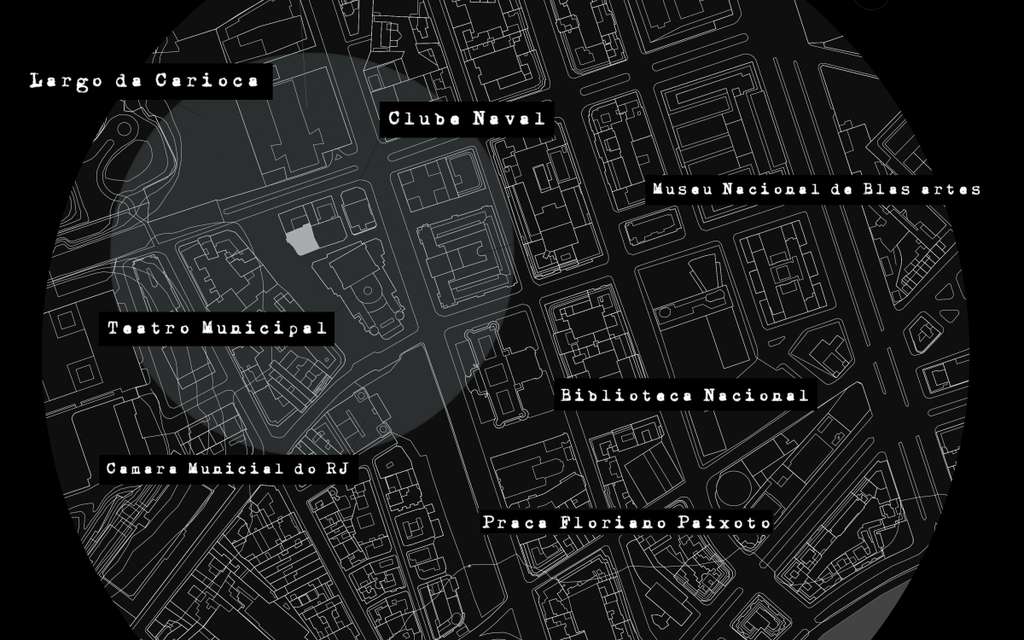 Largo da Carioca
Clube Naval
Museu Nacional de Blas artes
Teatro Municipal
Biblioteca Nacional
Camara Municial do RJ
Praca Floriano Paixoto